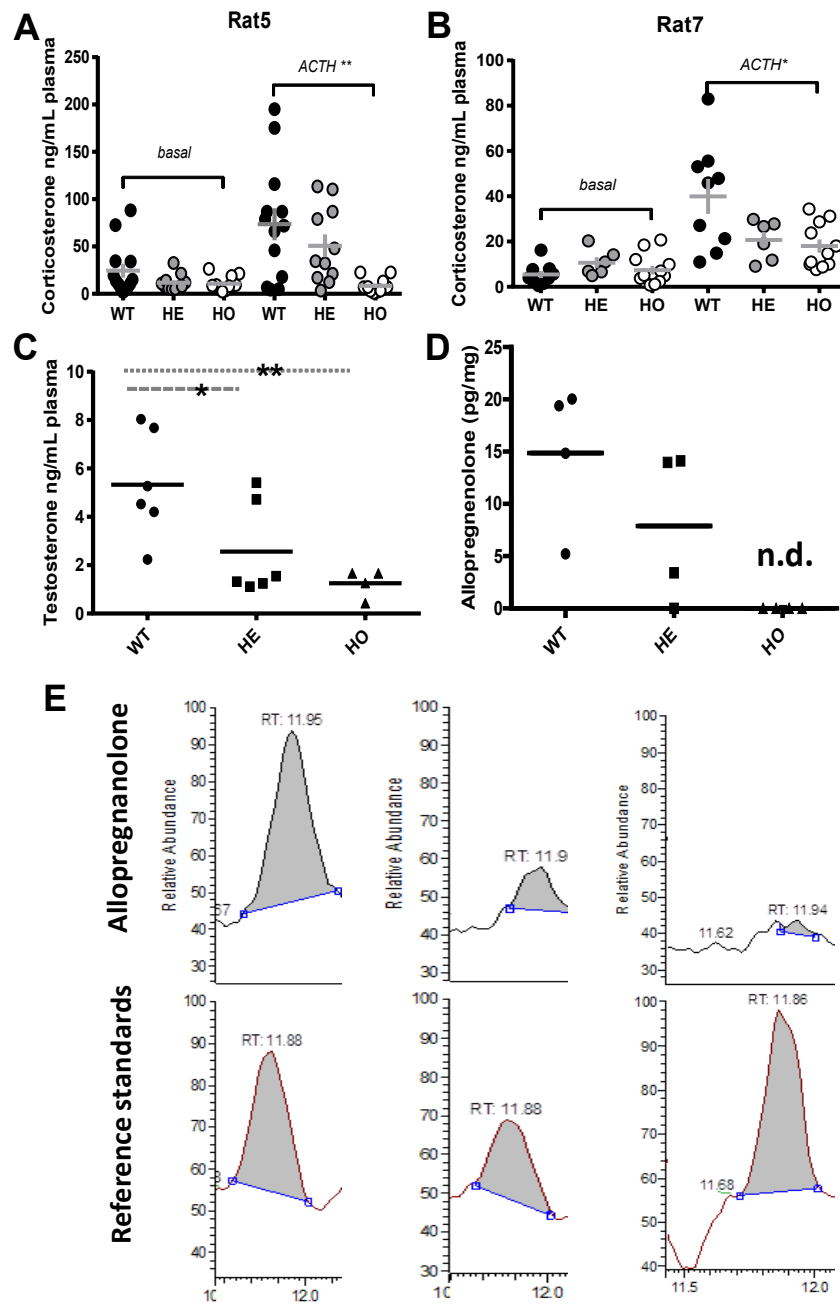 A
Rat5
Corticosterone ng/mL plasma
250
200
150
100
50
0
basal
ACTH **
WT
HE
HO
WT
HE
HO
B
Rat7
Corticosterone ng/mL plasma
100
80
60
40
20
0
basal
ACTH*
WT
HE
HO
WT
HE
HO
C
Testosterone ng/mL plasma
10
8
6
4
2
0
**
*
WT
HE
HO
D
Allopregnenolone (pg/mg)
25
20
15
10
5
0
n.d.
WT
HE
HO
E
Allopregnanolone
Relative Abundance
100
90
80
70
60
50
40
30
RT: 11.95
57
Relative Abundance
100
90
80
70
60
50
40
30
RT: 11.9
Relative Abundance
100
90
80
70
60
50
40
30
11.62
RT: 11.94
Reference standards
100
90
80
70
60
50
40
RT: 11.88
8
10
12.0
100
90
80
70
60
50
40
30
RT: 11.88
10
12.0
100
90
80
70
60
50
40
RT: 11.86
11.68
11.5
12.0